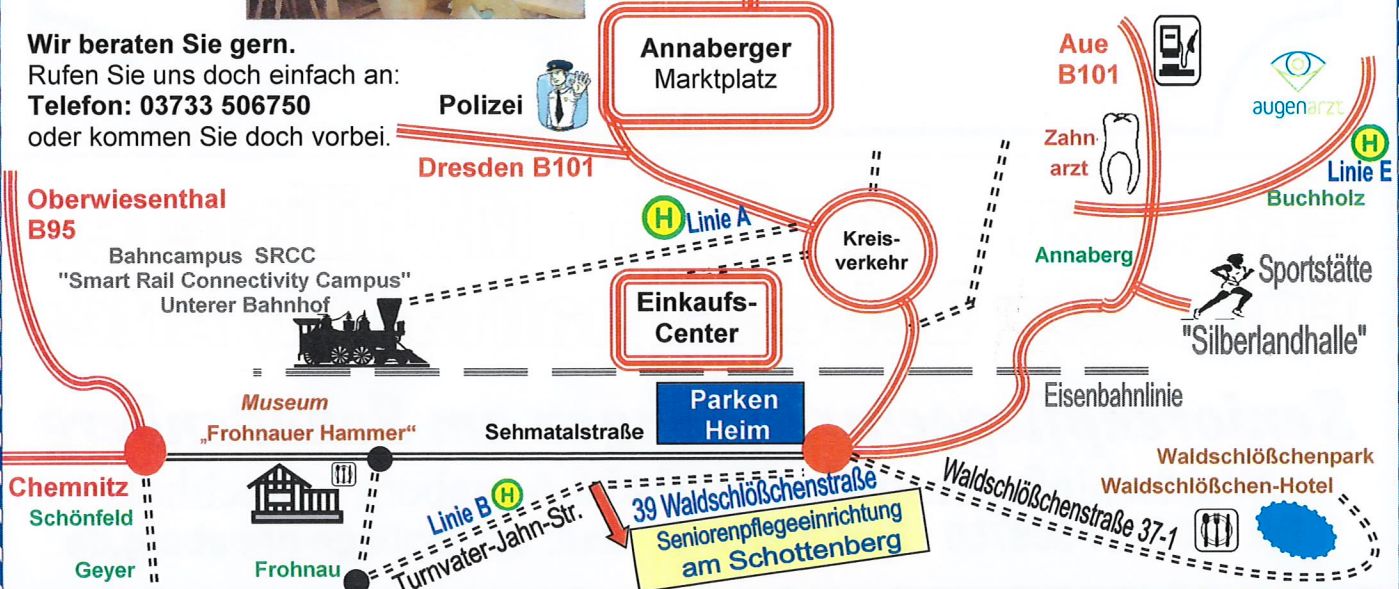 Wir beraten Sie gern.
Rufen Sie uns doch einfach an:
Telefon: 03733 506750
oder kommen Sie doch vorbei.
Polizei
Annaberger
Marktplatz
Aue
B101
augenarzt
Dresden B101
Zahn-
arzt
H
Linie E
Buchholz
Oberwiesenthal
B95
H
Linie A
Kreis-
verkehr
Annaberg
Bahncampus SRCC
"Smart Rail Connectivity Campus"
Unterer Bahnhof
Einkaufs-
Center
Sportstätte
"Silberlandhalle"
Eisenbahnlinie
Museum
„Frohnauer Hammer“
Sehmatalstraße
Parken
Heim
Chemnitz
Schönfeld
Geyer
Frohnau
Linie B
H
Turnvater-Jahn-Str.
39 Waldschlößchenstraße
Seniorenpflegeeinrichtung
am Schottenberg
Waldschlößchenstraße 37-1
Waldschlößchenpark
Waldschlößchen-Hotel